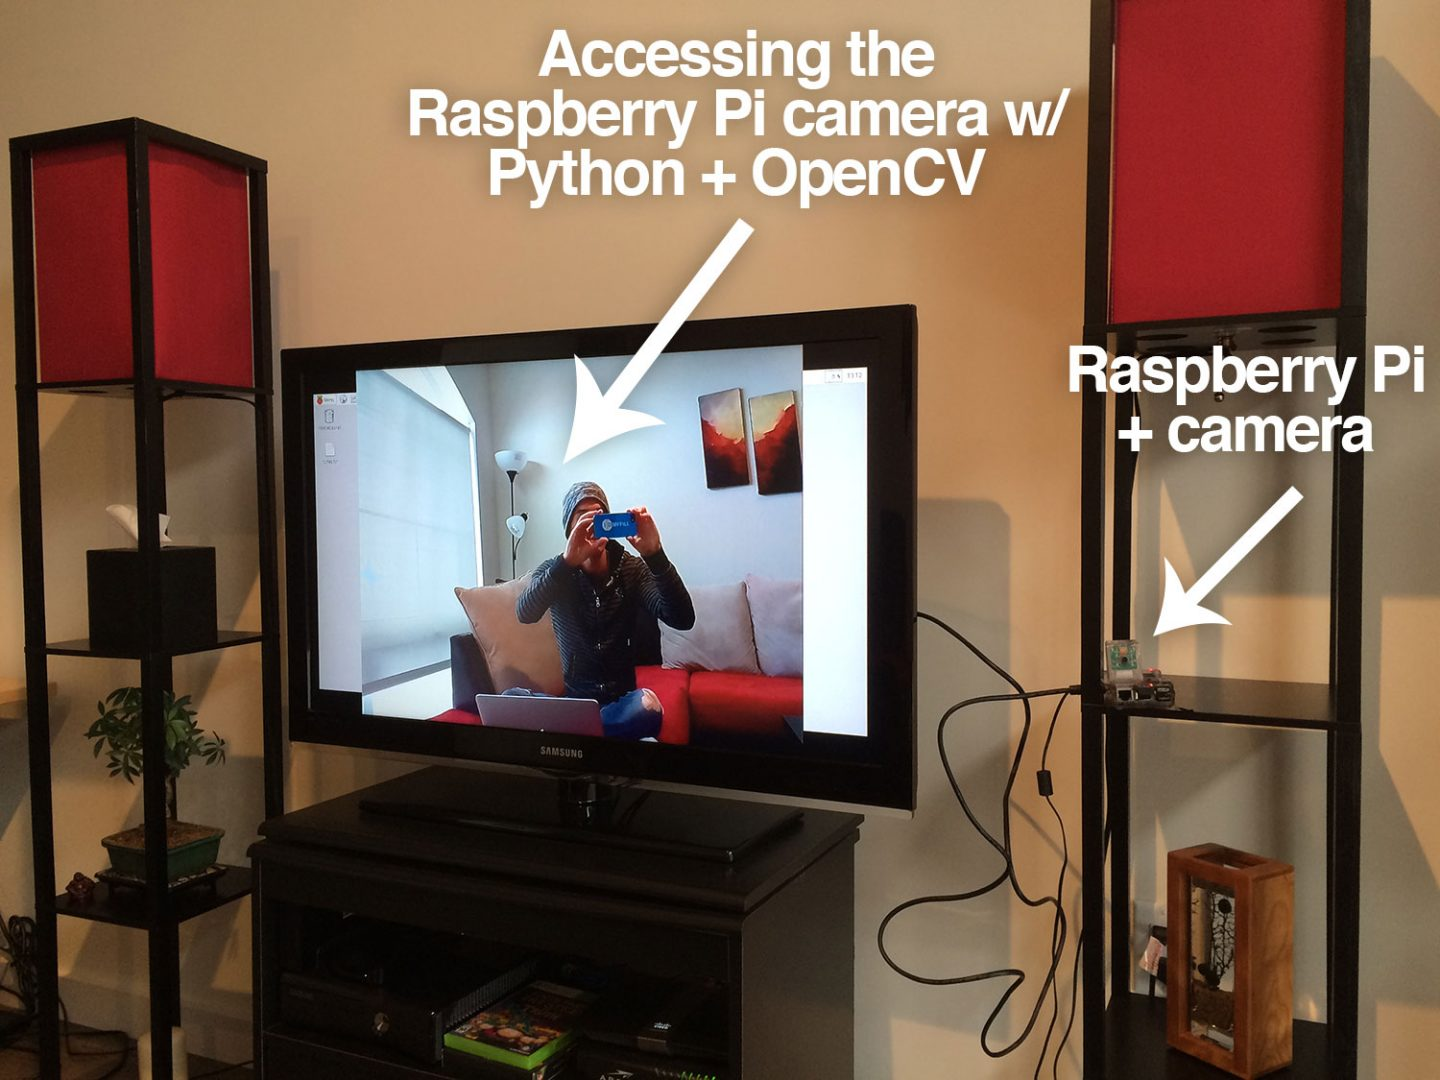 Accessing the
Raspberry Pi camera w/
Python + OpenCV
Raspberry Pi
+ camera
SAMSUNG